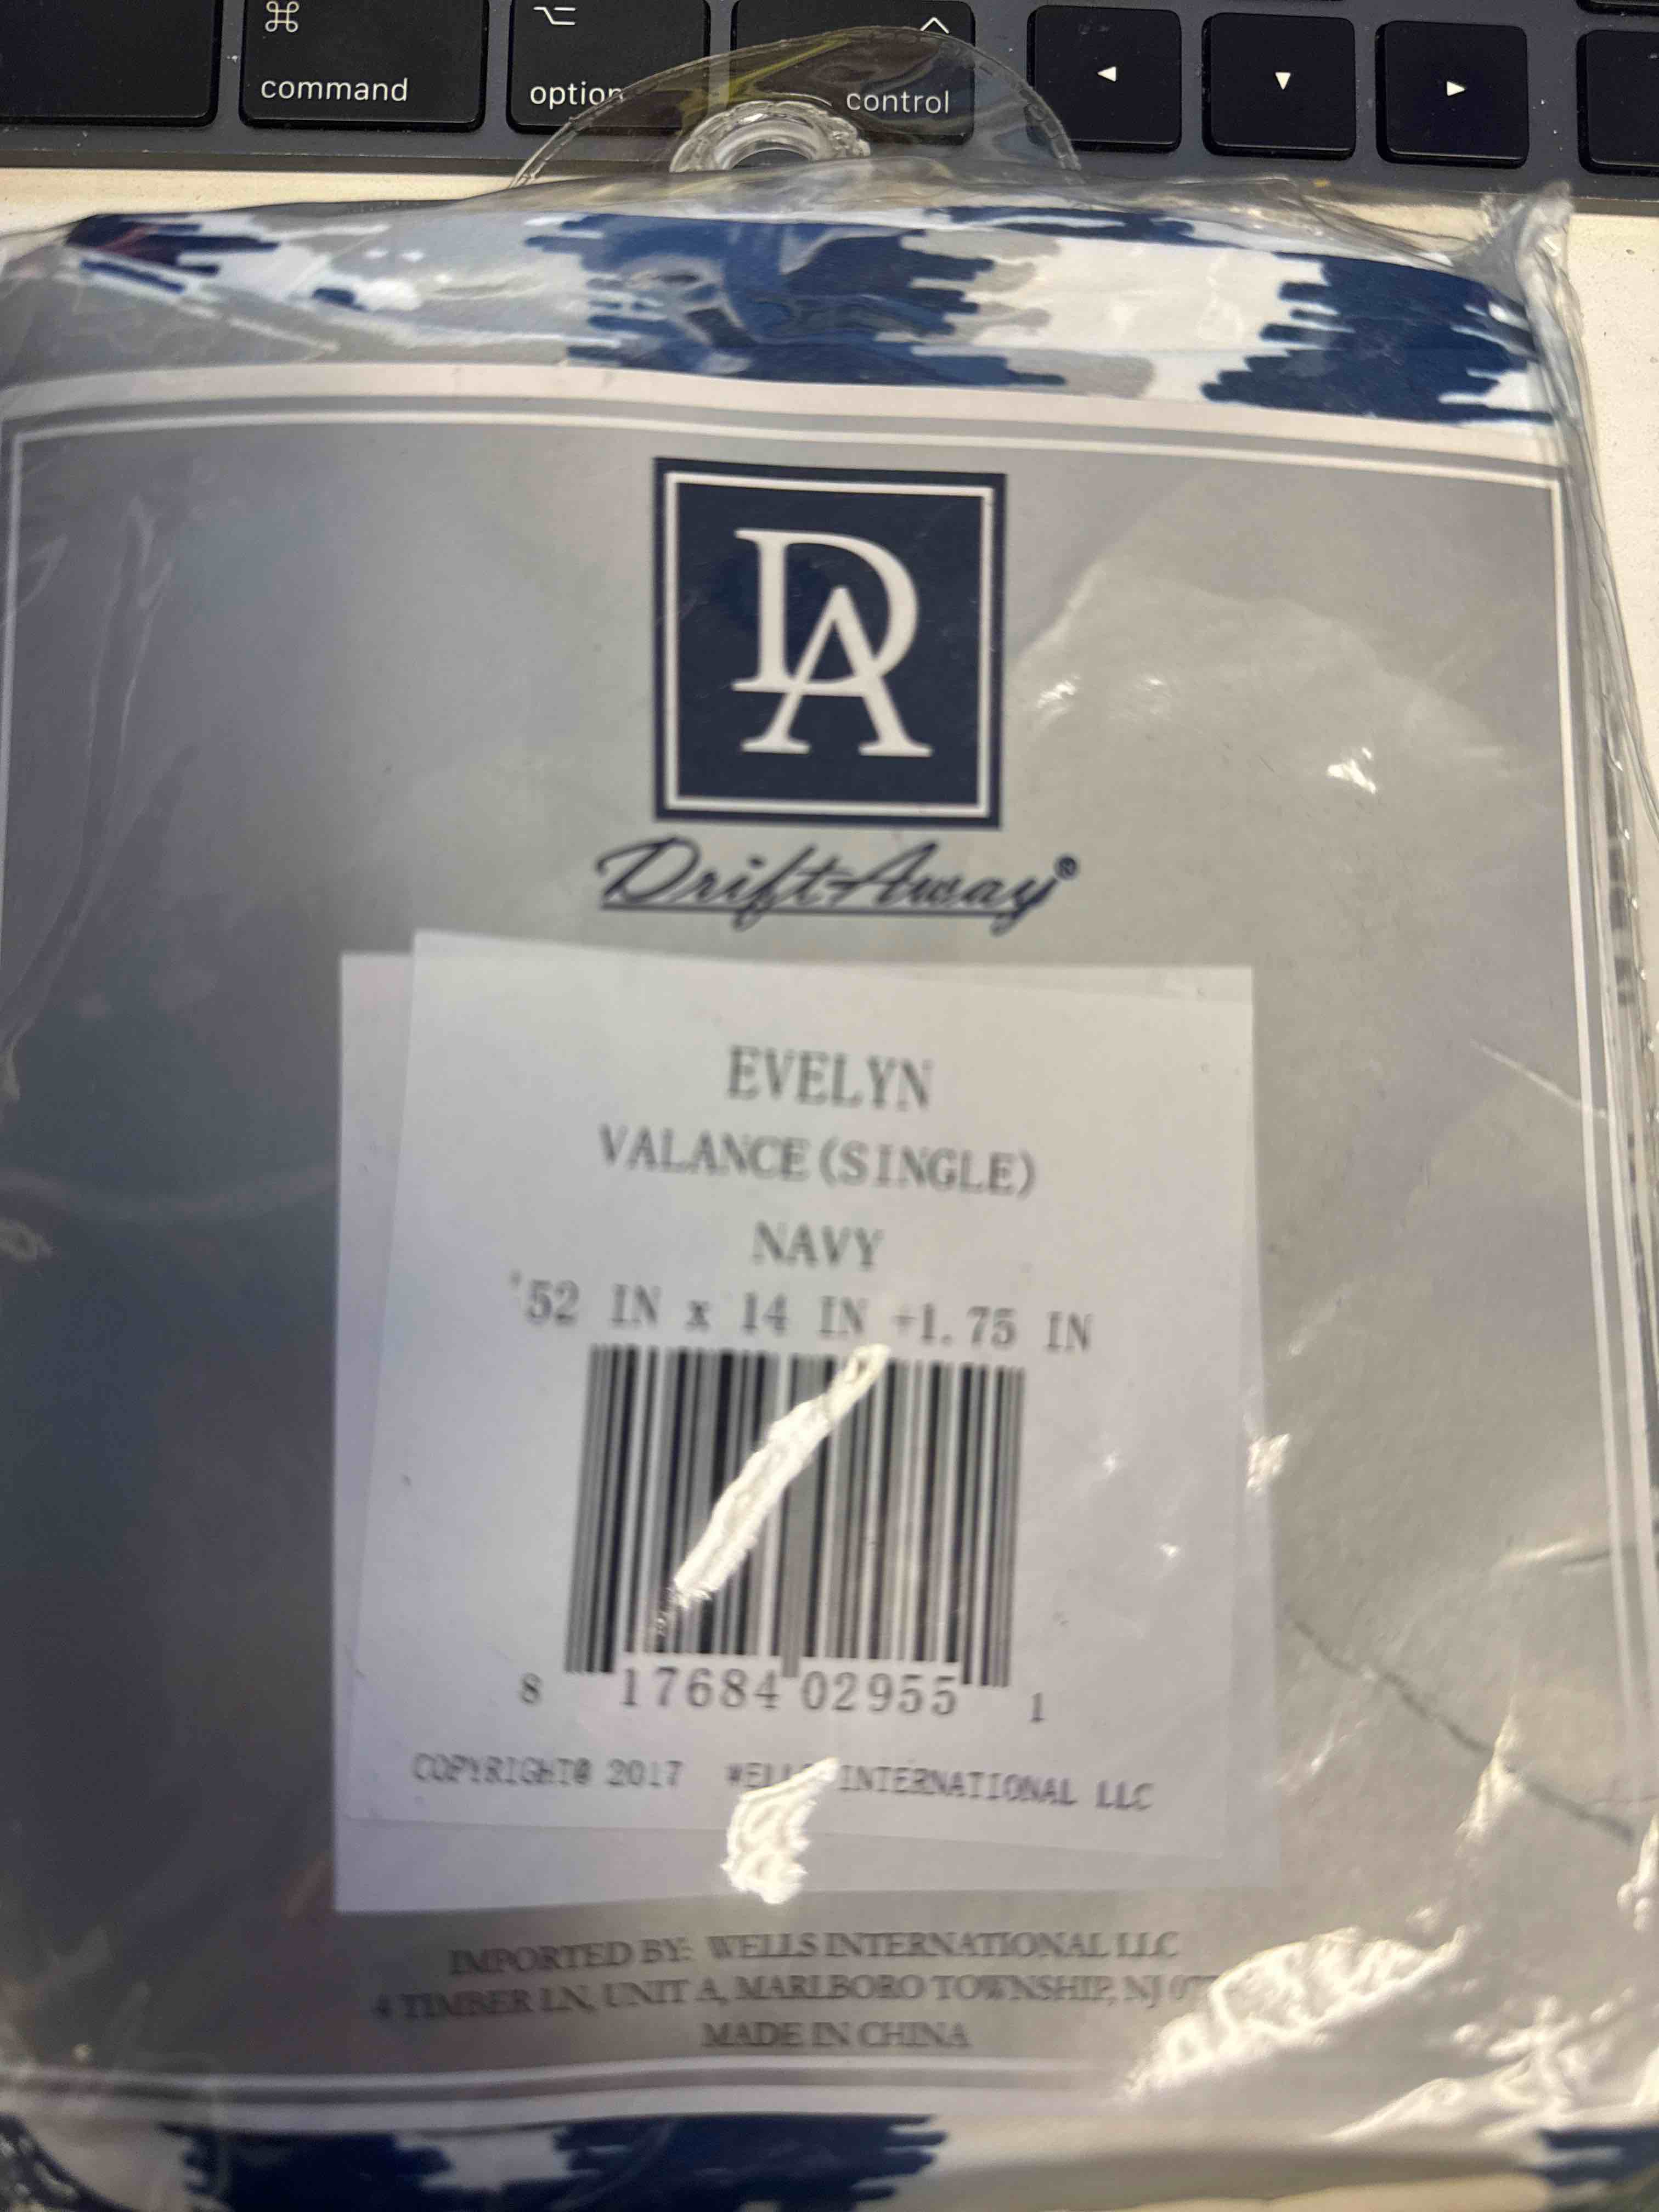 ⌘ ⌥ ^
command option control ◄ ▼ ►
DA
DriftAway®
EVELYN
VALANCE(SINGLE)
NAVY
'52 IN x 14 IN +1.75 IN
8 17684 02955 1
COPYRIGHT© 2017 WELLS INTERNATIONAL LLC
IMPORTED BY: WELLS INTERNATIONAL LLC
4 TIMBER LN, UNIT A, MARLBORO TOWNSHIP, NJ
MADE IN CHINA